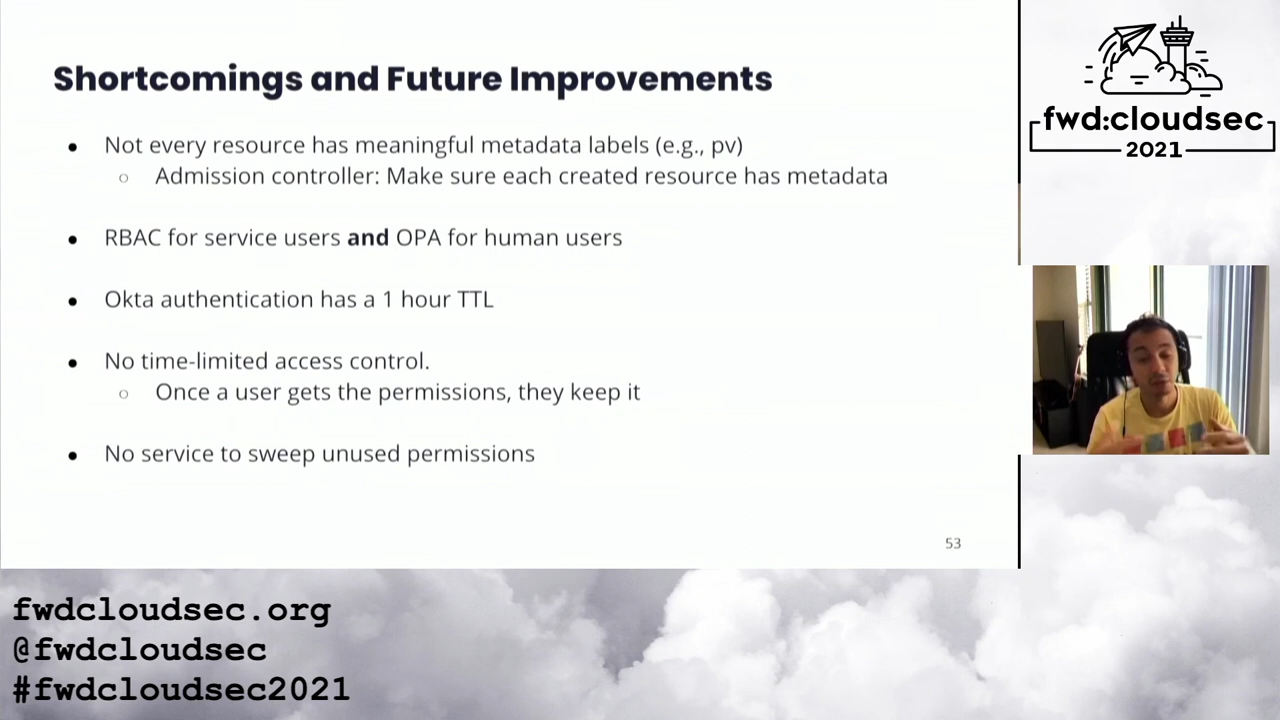 Shortcomings and Future Improvements
● Not every resource has meaningful metadata labels (e.g., pv)
○ Admission controller: Make sure each created resource has metadata
● RBAC for service users and OPA for human users
● Okta authentication has a 1 hour TTL
● No time-limited access control.
○ Once a user gets the permissions, they keep it
● No service to sweep unused permissions
53
fwd:cloudsec
2021
fwdcloudsec.org
@fwdcloudsec
#fwdcloudsec2021